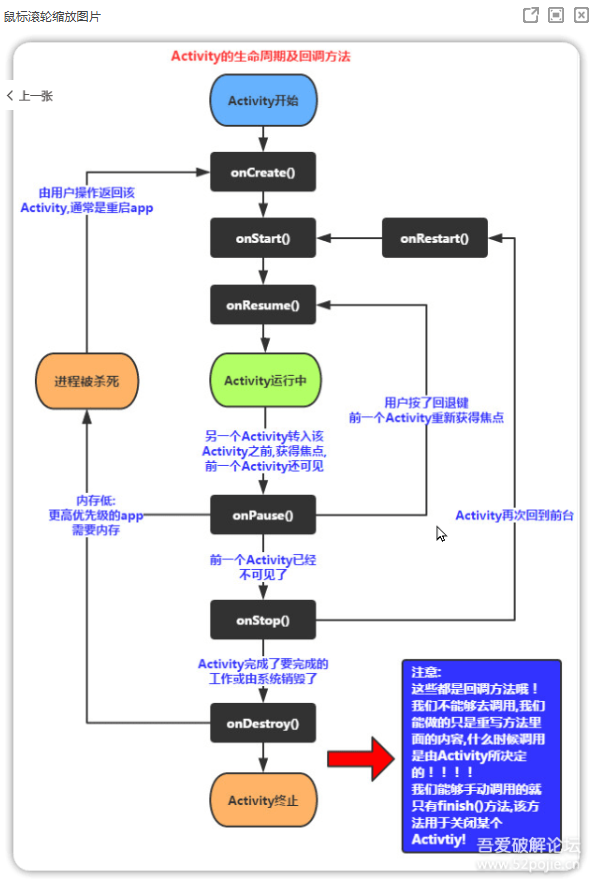 鼠标滚轮缩放图片
Activity的生命周期及回调方法
上一张
Activity开始
onCreate()
由用户操作返回该
Activity,通常是重启app
onStart()
onRestart()
onResume()
进程被杀死
Activity运行中
用户按了回退键
前一个Activity重新获得焦点
另一个Activity转入该
Activity之前,获得焦点,
前一个Activity还可见
内存低:
更高优先级的app
需要内存
onPause()
Activity再次回到前台
前一个Activity已经
不可见了
onStop()
Activity完成了要完成的
工作或由系统销毁了
onDestroy()
Activity终止
注意:
这些都是回调方法哦！
我们不能够去调用,我们
能做的只是重写方法里
面的内容,什么时候调用
是由Activity所决定
的！！！！
我们能够手动调用的就
只有finish()方法,该方
法用于关闭某个
Activtiy!
吾爱破解论坛
www.52pojie.cn